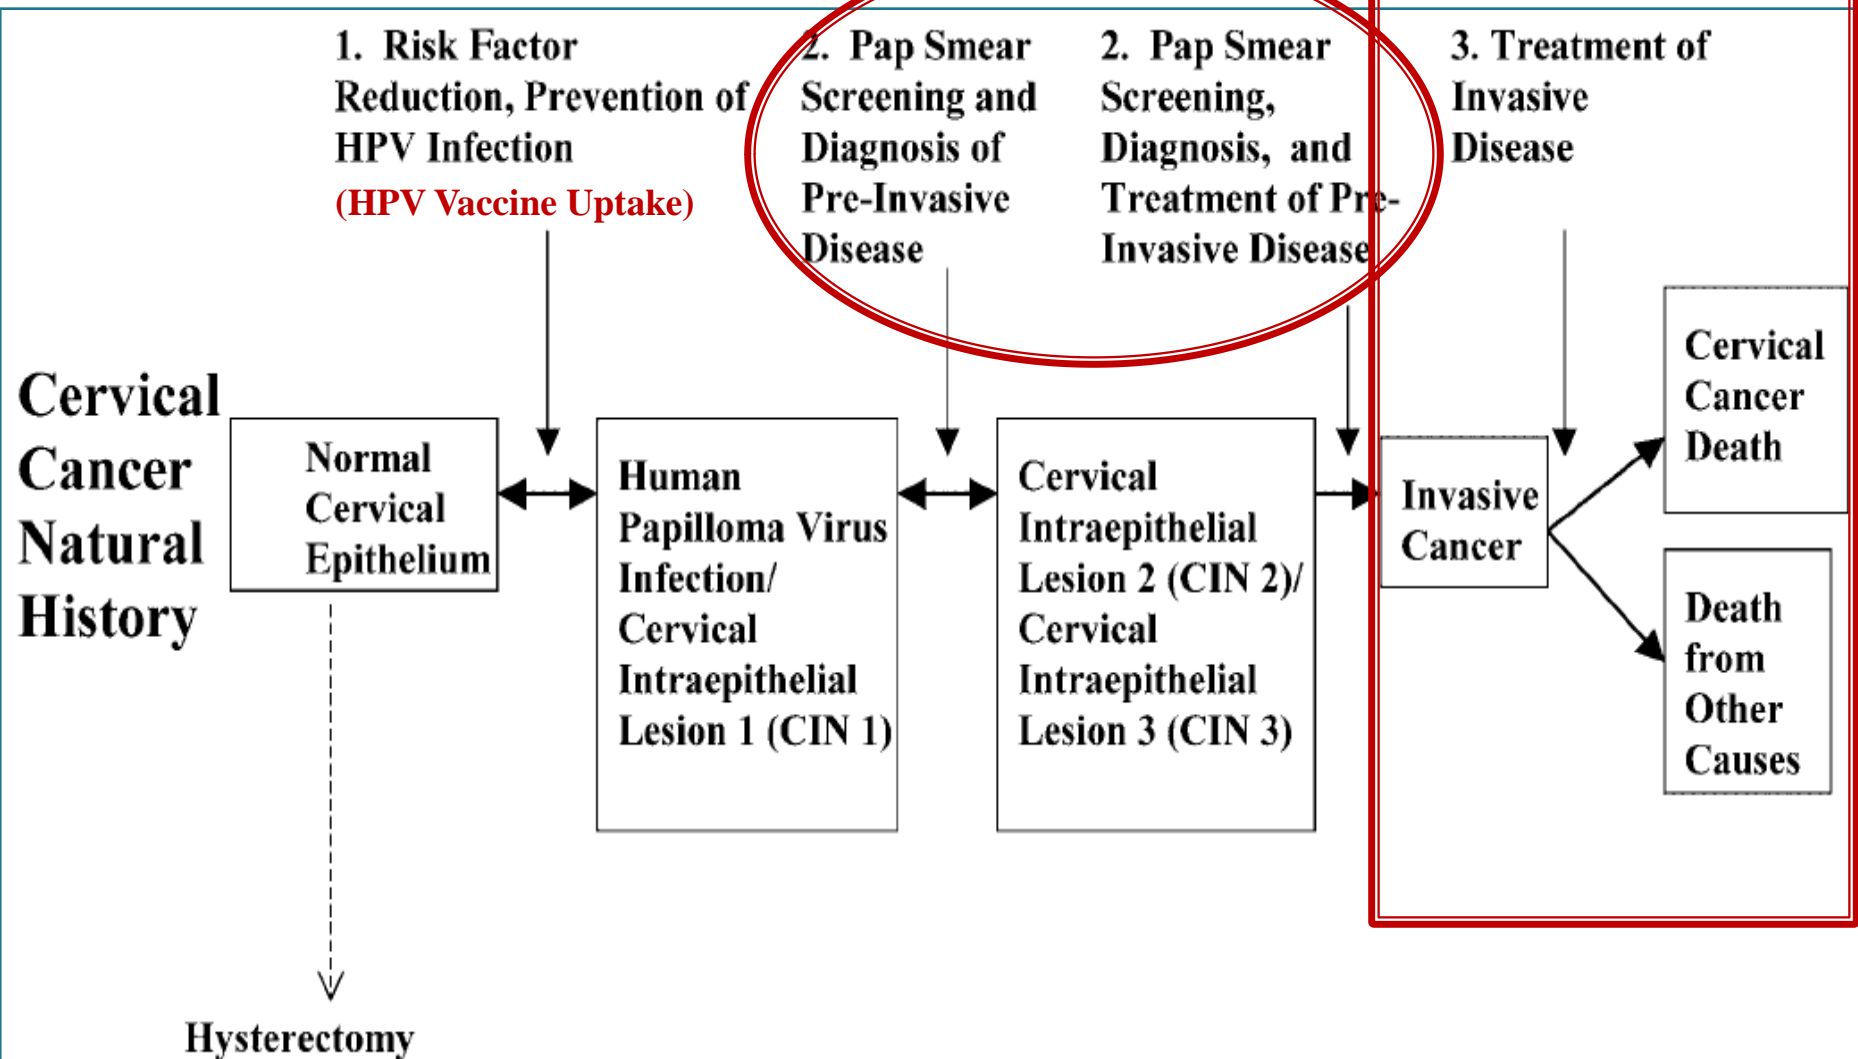 1.  Risk Factor
Reduction, Prevention of
HPV Infection
(HPV Vaccine Uptake)
2.  Pap Smear
Screening and
Diagnosis of
Pre-Invasive
Disease
2.  Pap Smear
Screening,
Diagnosis,  and
Treatment of Pre-
Invasive Disease
3. Treatment of
Invasive
Disease
Cervical
Cancer
Natural
History
Normal
Cervical
Epithelium
Human
Papilloma Virus
Infection/
Cervical
Intraepithelial
Lesion 1 (CIN 1)
Cervical
Intraepithelial
Lesion 2 (CIN 2)/
Cervical
Intraepithelial
Lesion 3 (CIN 3)
Invasive
Cancer
Cervical
Cancer
Death
Death
from
Other
Causes
Hysterectomy